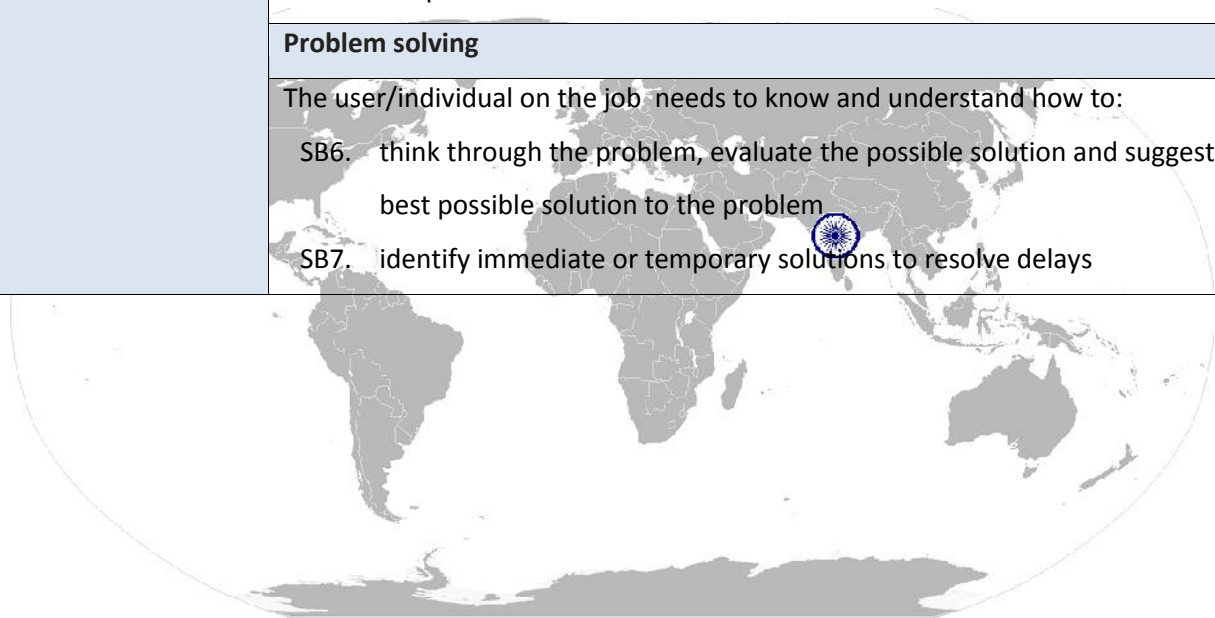 Problem solving
The user/individual on the job needs to know and understand how to:
SB6. think through the problem, evaluate the possible solution and suggest
best possible solution to the problem
SB7. identify immediate or temporary solutions to resolve delays